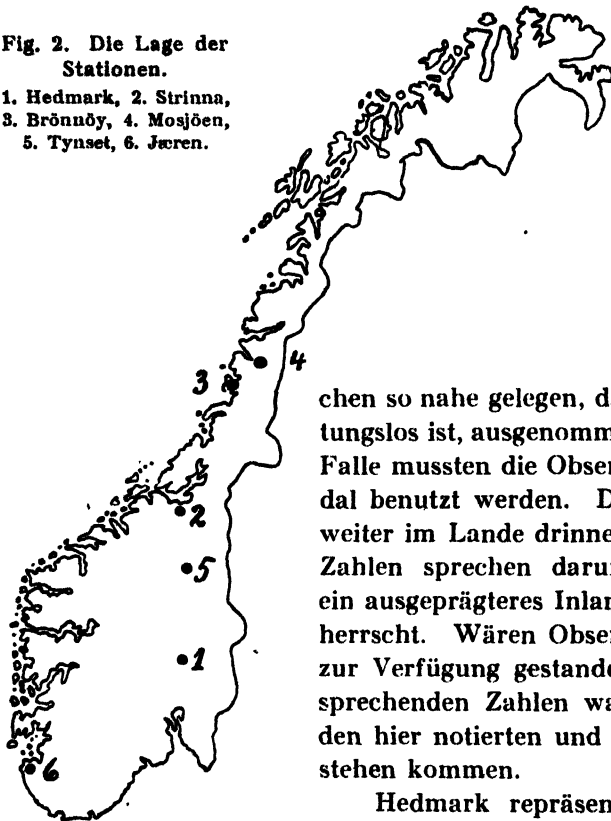 Fig. 2. Die Lage der
Stationen.
1. Hedmark, 2. Strinna,
3. Brönnöy, 4. Mosjöen,
5. Tynset, 6. Jæren.
4
3
2
5
1
6
chen so nahe gelegen, d
tungslos ist, ausgenomm
Falle mussten die Obser
dal benutzt werden. D
weiter im Lande drinne
Zahlen sprechen daru
ein ausgeprägteres Inlan
herrscht. Wären Obser
zur Verfügung gestande
sprechenden Zahlen wa
den hier notierten und
stehen kommen.
Hedmark repräsen